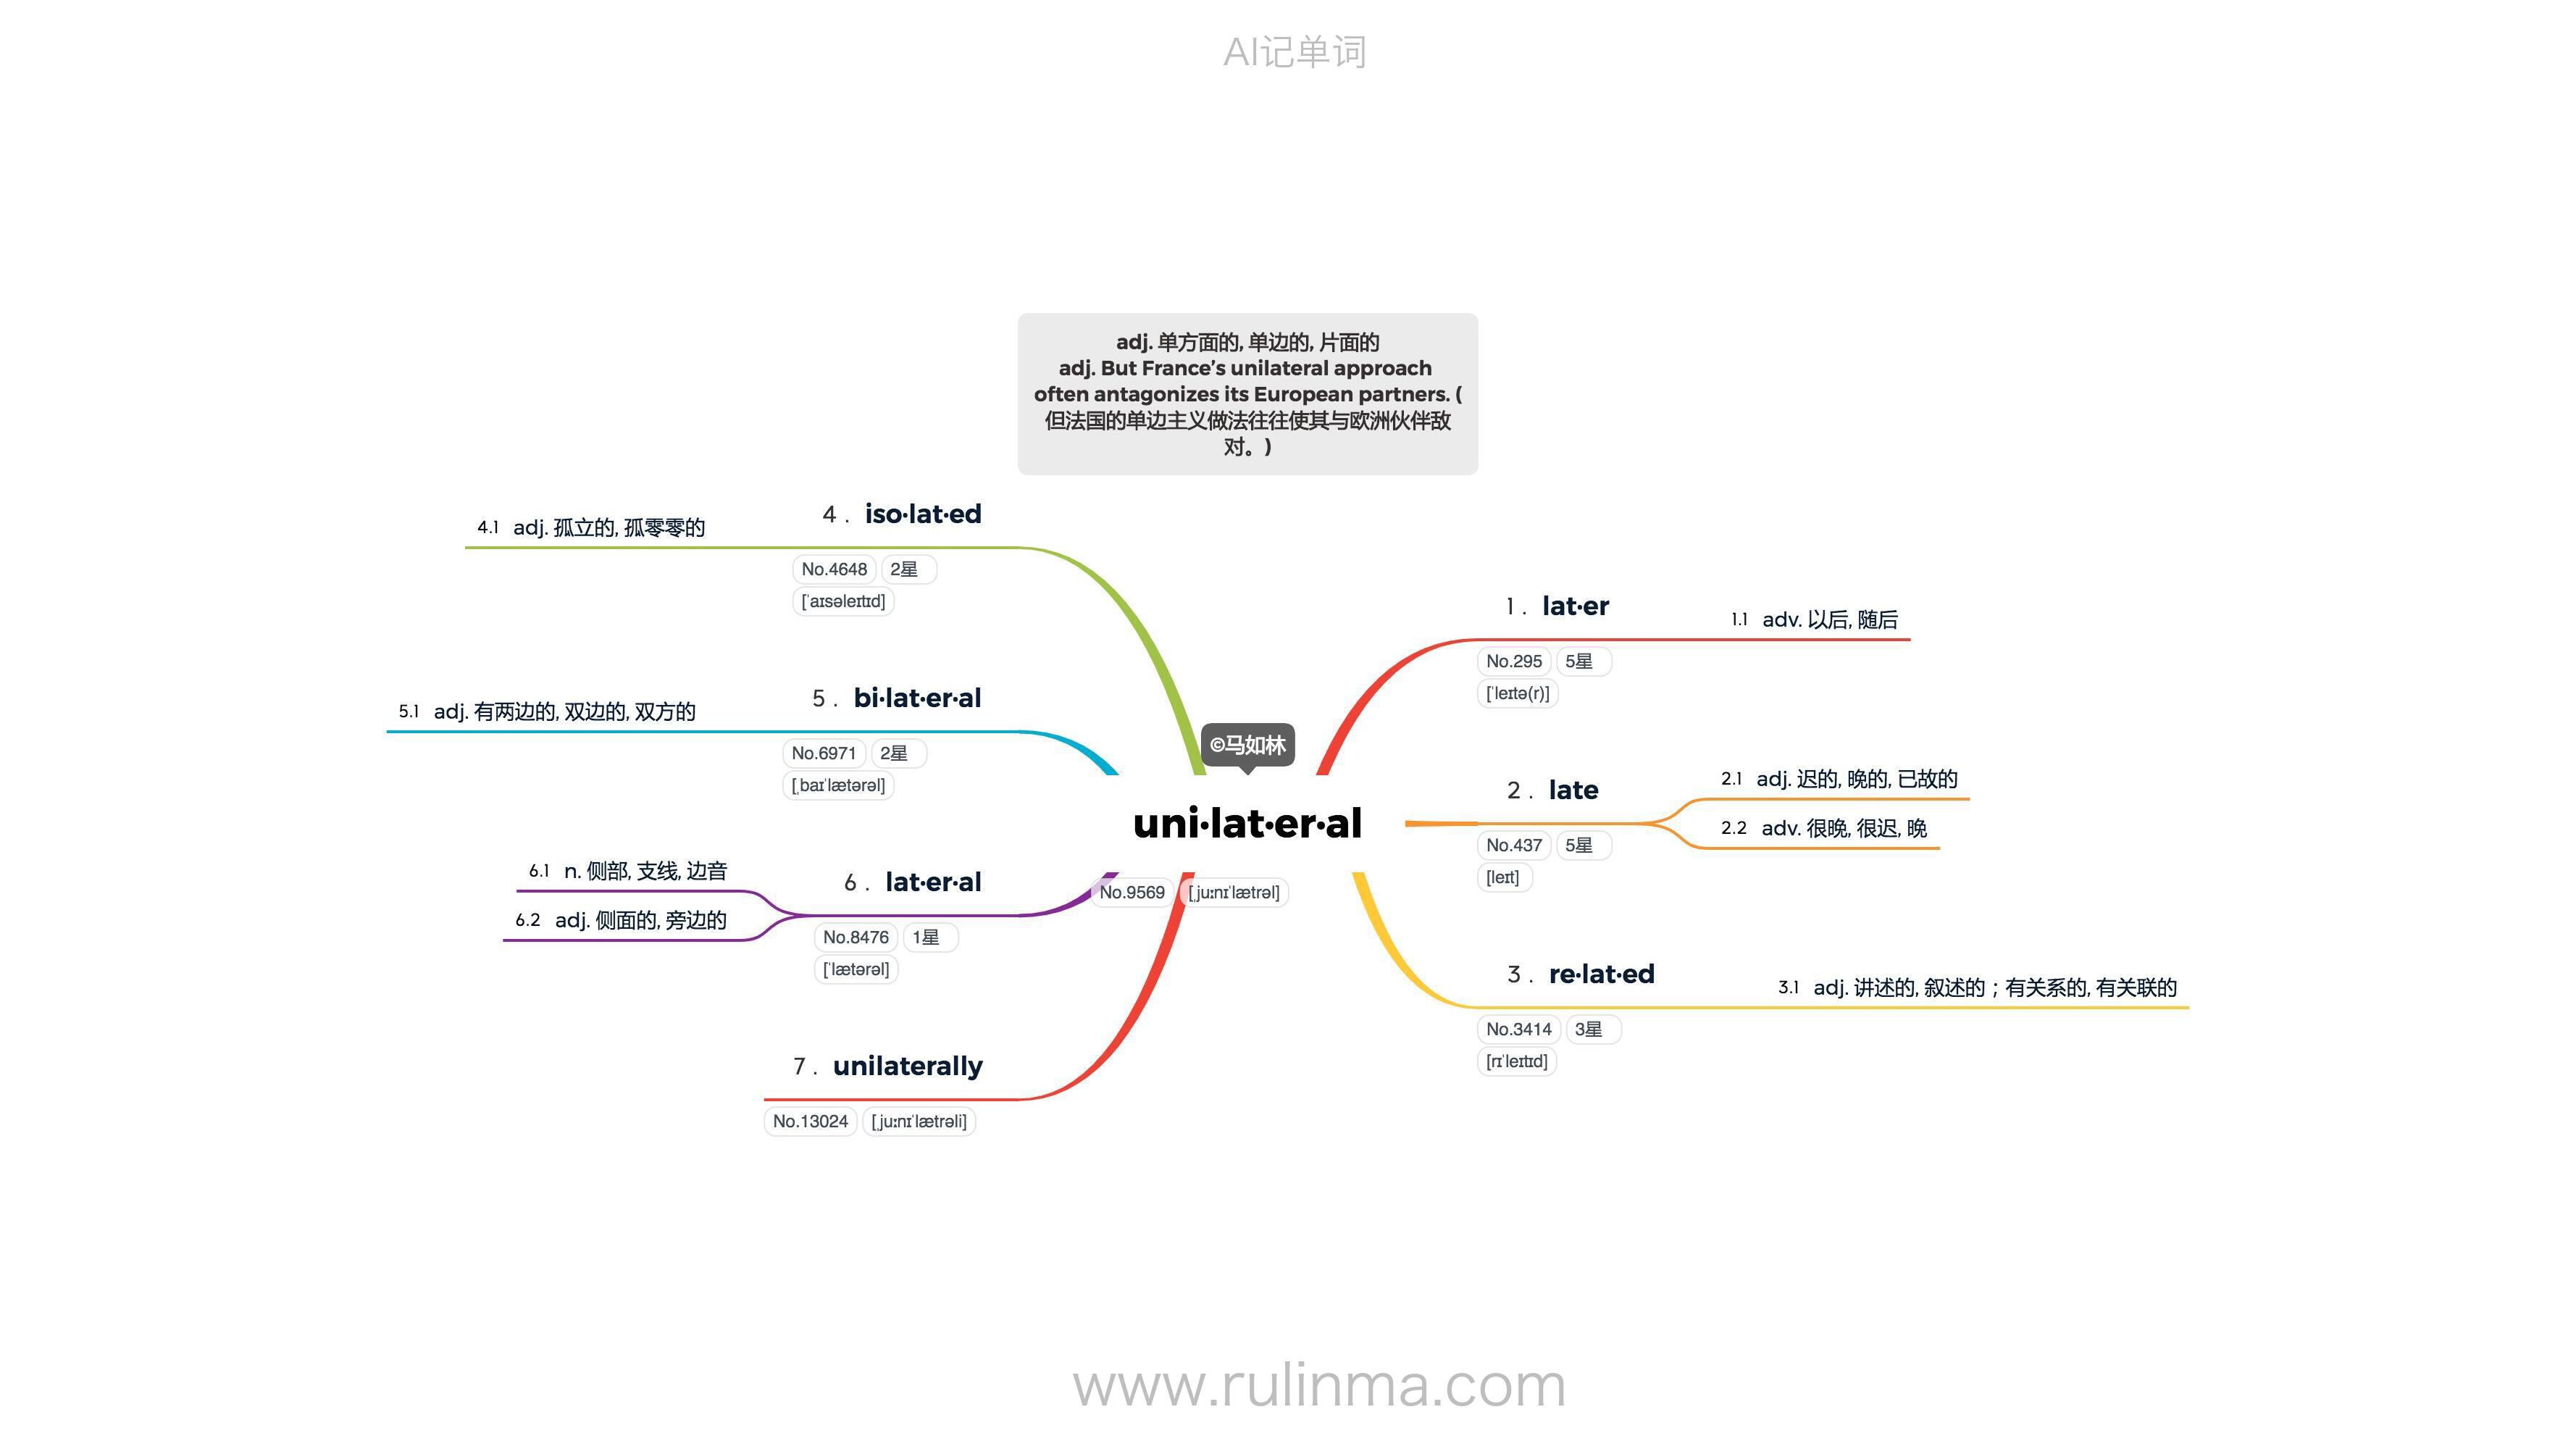 AI记单词
adj. 单方面的, 单边的, 片面的
adj. But France’s unilateral approach
often antagonizes its European partners. (
但法国的单边主义做法往往使其与欧洲伙伴敌
对。)
©马如林
uni·lat·er·al
No.9569 [ˌjuːnɪˈlætrəl]
1 . lat·er
No.295 5星
[ˈleɪtə(r)]
1.1 adv. 以后, 随后
2 . late
No.437 5星
[leɪt]
2.1 adj. 迟的, 晚的, 已故的
2.2 adv. 很晚, 很迟, 晚
3 . re·lat·ed
No.3414 3星
[rɪˈleɪtɪd]
3.1 adj. 讲述的, 叙述的；有关系的, 有关联的
4 . iso·lat·ed
No.4648 2星
[ˈaɪsəleɪtɪd]
4.1 adj. 孤立的, 孤零零的
5 . bi·lat·er·al
No.6971 2星
[ˌbaɪˈlætərəl]
5.1 adj. 有两边的, 双边的, 双方的
6 . lat·er·al
No.8476 1星
[ˈlætərəl]
6.1 n. 侧部, 支线, 边音
6.2 adj. 侧面的, 旁边的
7 . unilaterally
No.13024 [ˌjuːnɪˈlætrəli]
www.rulinma.com